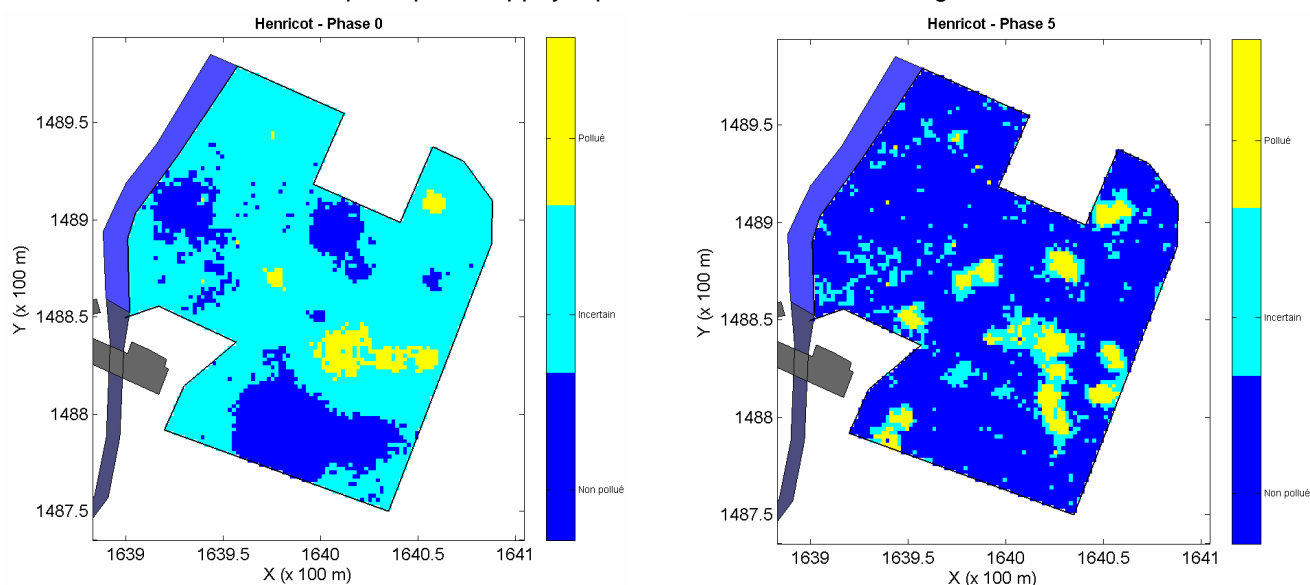 Henricot - Phase 0
Y (x 100 m)
1489.5
1489
1488.5
1488
1487.5
1639
1639.5
1640
1640.5
1641
X (x 100 m)
Pollué
Incertain
Non pollué
Henricot - Phase 5
Y (x 100 m)
1489.5
1489
1488.5
1488
1487.5
1639
1639.5
1640
1640.5
1641
X (x 100 m)
Pollué
Incertain
Non pollué